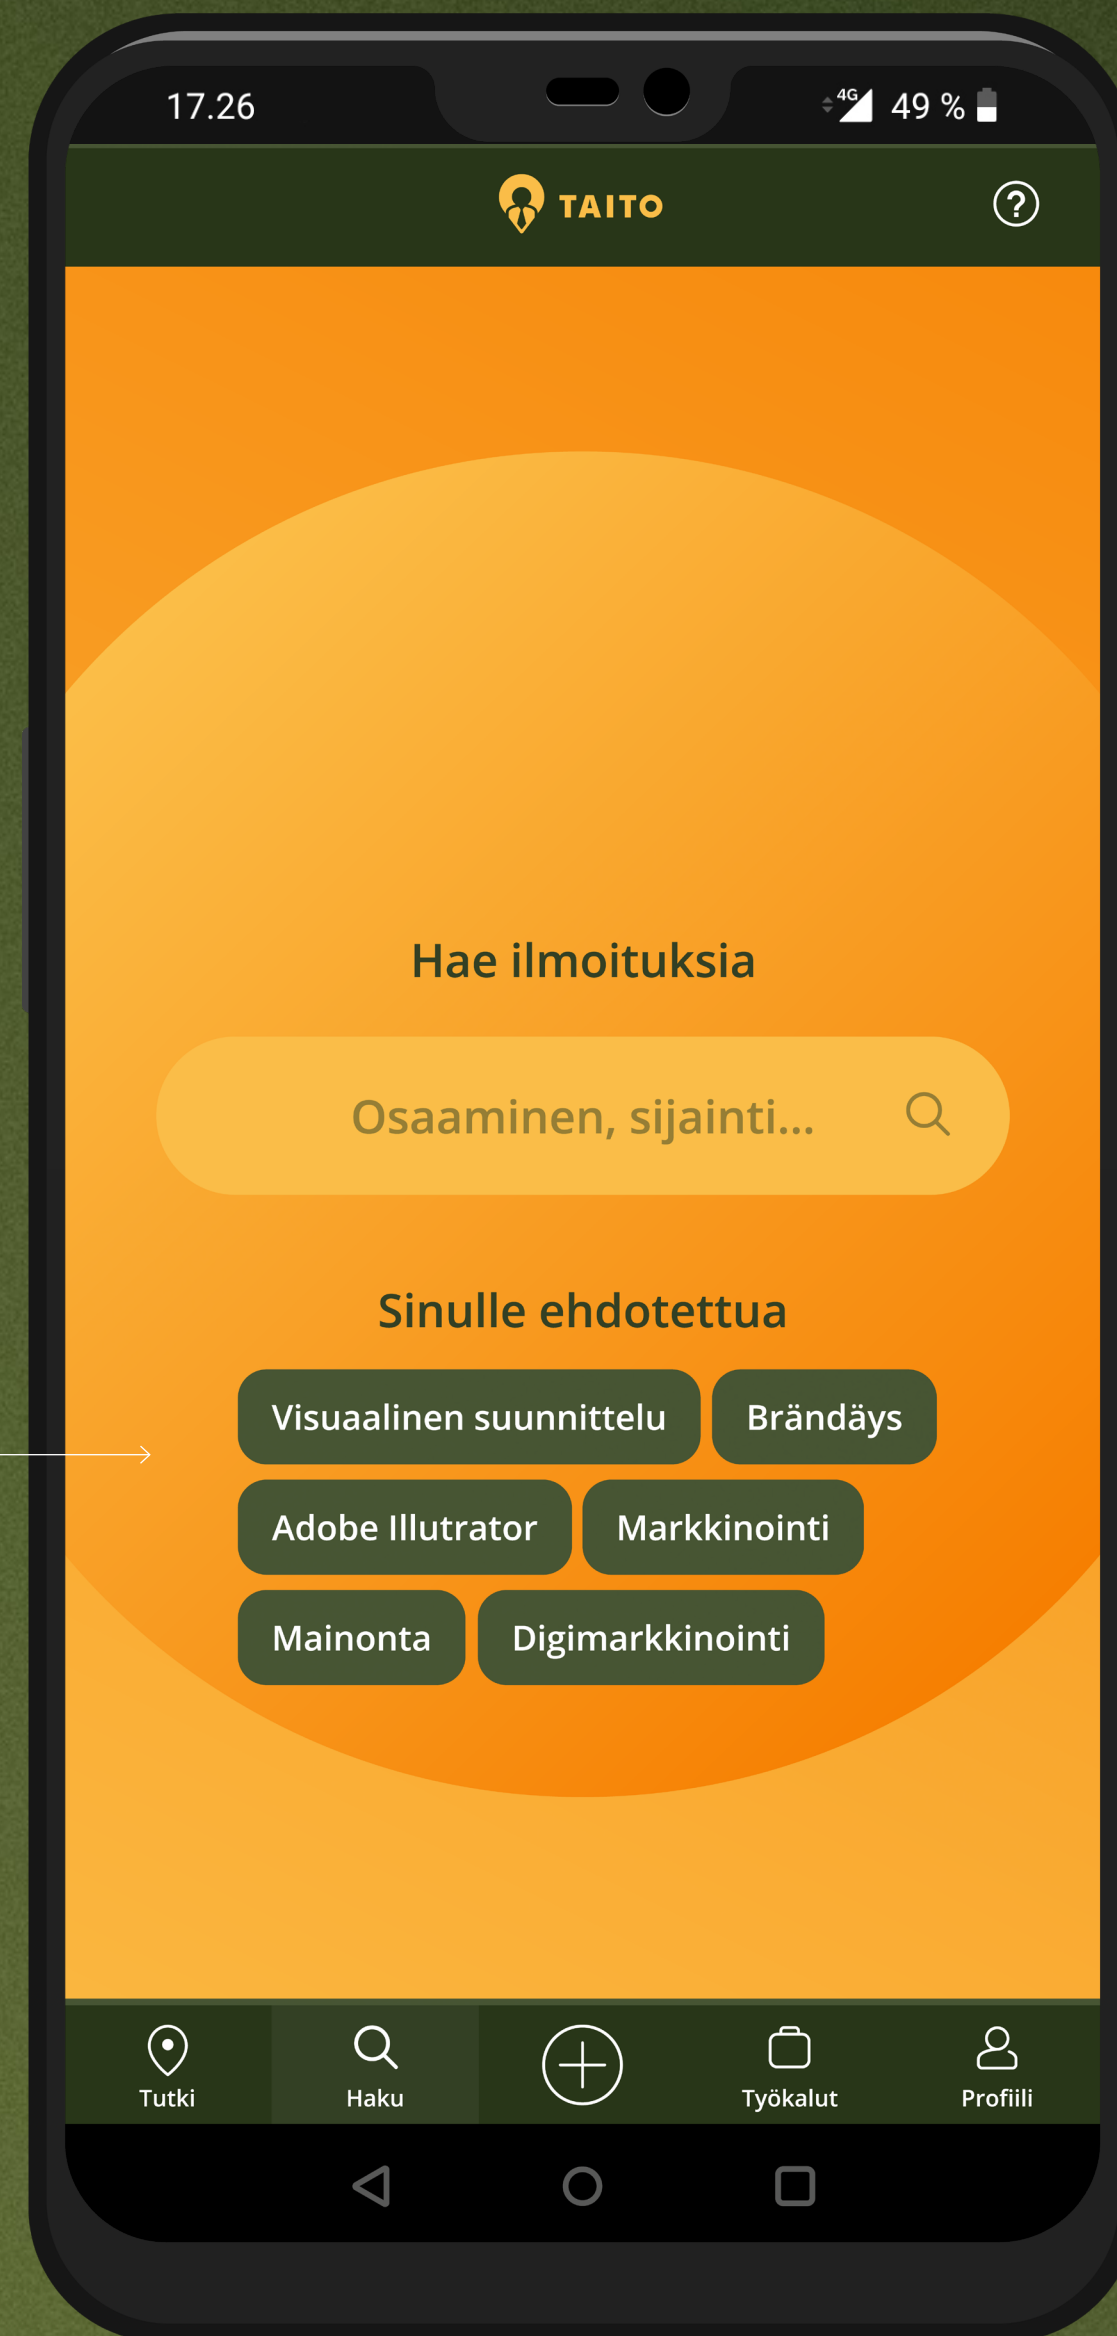 17.26
4G 49 %
TAITO
Hae ilmoituksia
Osaaminen, sijainti...
Sinulle ehdotettua
Visuaalinen suunnittelu Brändäys
Adobe Illutrator Markkinointi
Mainonta Digimarkkinointi
Tutki Haku Työkalut Profiili